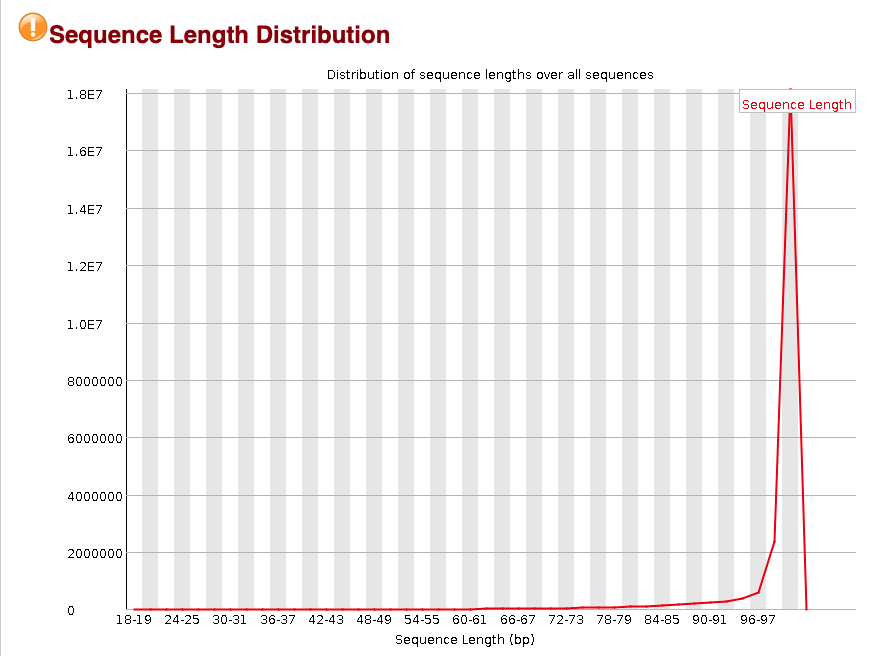 !
Sequence Length Distribution
Distribution of sequence lengths over all sequences
Sequence Length
1.8E7
1.6E7
1.4E7
1.2E7
1.0E7
8000000
6000000
4000000
2000000
0
18-19 24-25 30-31 36-37 42-43 48-49 54-55 60-61 66-67 72-73 78-79 84-85 90-91 96-97
Sequence Length (bp)